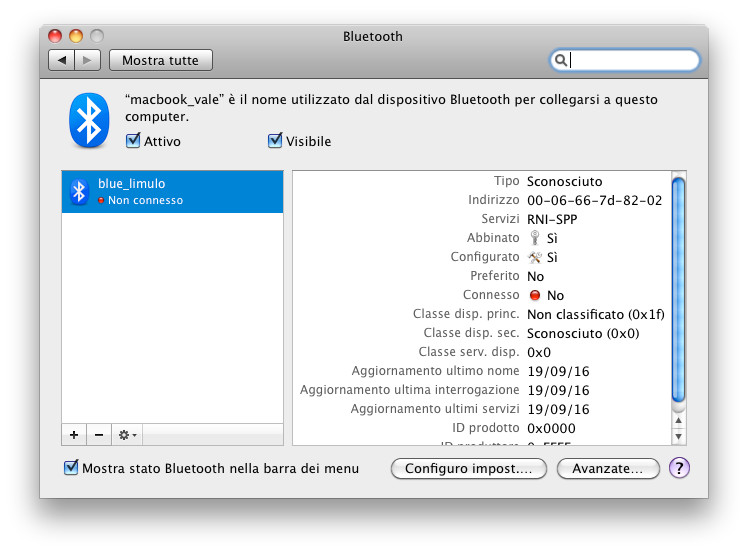 Bluetooth
Mostra tutte
“macbook_vale” è il nome utilizzato dal dispositivo Bluetooth per collegarsi a questo
computer.
Attivo
Visibile
blue_limulo
Non connesso
Tipo Sconosciuto
Indirizzo 00-06-66-7d-82-02
Servizi RNI-SPP
Abbinato Sì
Configurato Sì
Preferito No
Connesso No
Classe disp. princ. Non classificato (0x1f)
Classe disp. sec. Sconosciuto (0x0)
Classe serv. disp. 0x0
Aggiornamento ultimo nome 19/09/16
Aggiornamento ultima interrogazione 19/09/16
Aggiornamento ultimi servizi 19/09/16
ID prodotto 0x0000
Mostra stato Bluetooth nella barra dei menu
Configuro impost....
Avanzate...
?